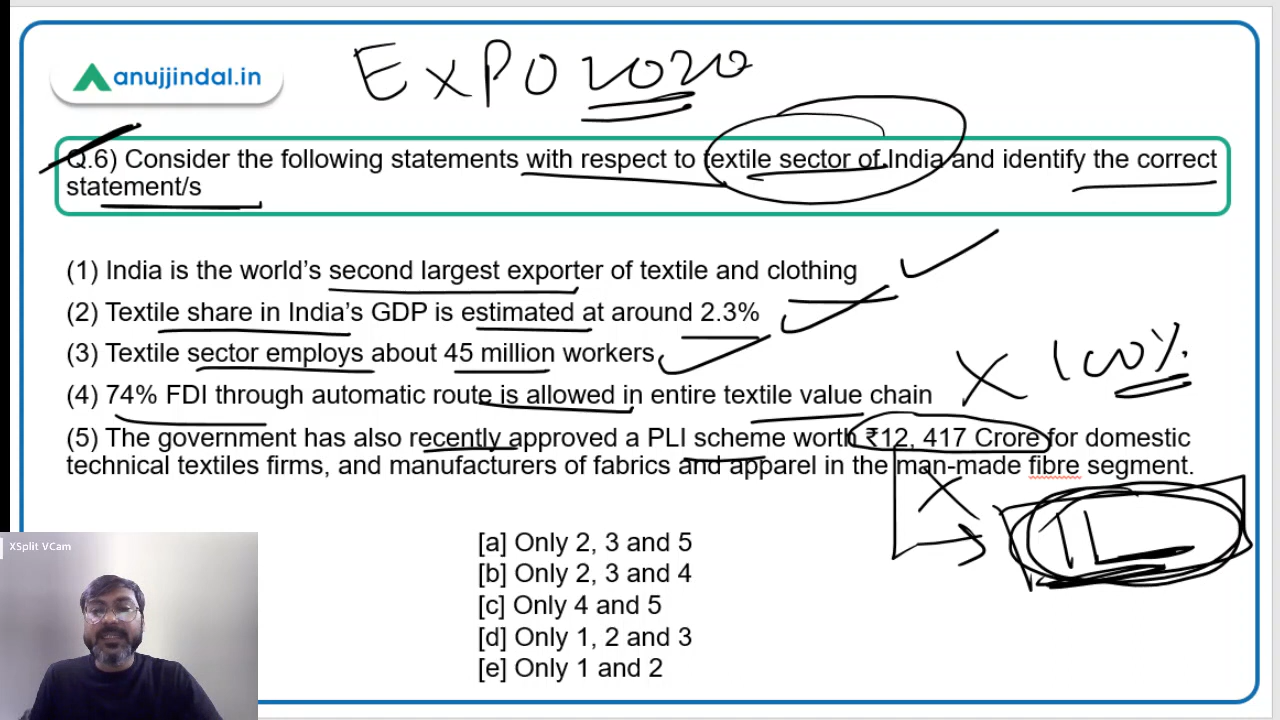 anujjindal.in
EXPO 2020
Q.6) Consider the following statements with respect to textile sector of India and identify the correct
statement/s
(1) India is the world's second largest exporter of textile and clothing
(2) Textile share in India's GDP is estimated at around 2.3%
(3) Textile sector employs about 45 million workers
X 100%
(4) 74% FDI through automatic route is allowed in entire textile value chain
(5) The government has also recently approved a PLI scheme worth ₹12, 417 Crore for domestic
technical textiles firms, and manufacturers of fabrics and apparel in the man-made fibre segment.
X
1L
[a] Only 2, 3 and 5
[b] Only 2, 3 and 4
[c] Only 4 and 5
[d] Only 1, 2 and 3
[e] Only 1 and 2
XSplit VCam